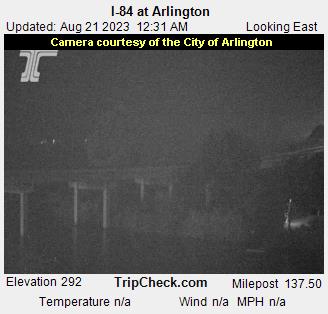 I-84 at Arlington
Updated: Aug 21 2023 12:31 AM Looking East
Camera courtesy of the City of Arlington
Elevation 292 TripCheck.com Milepost 137.50
Temperature n/a Wind n/a MPH n/a